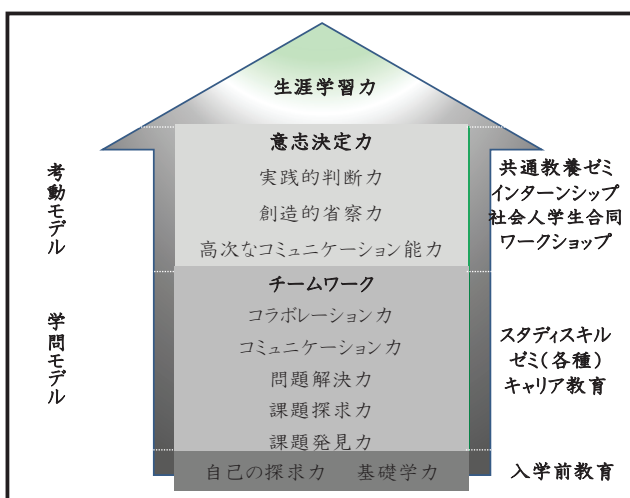 生涯学習力
意志決定力
実践的判断力
創造的省察力
高次なコミュニケーション能力
チームワーク
コラボレーション力
コミュニケーション力
問題解決力
課題探求力
課題発見力
自己の探求力 基礎学力
考動モデル
学問モデル
共通教養ゼミ
インターンシップ
社会人学生合同
ワークショップ
スタディスキル
ゼミ(各種)
キャリア教育
入学前教育